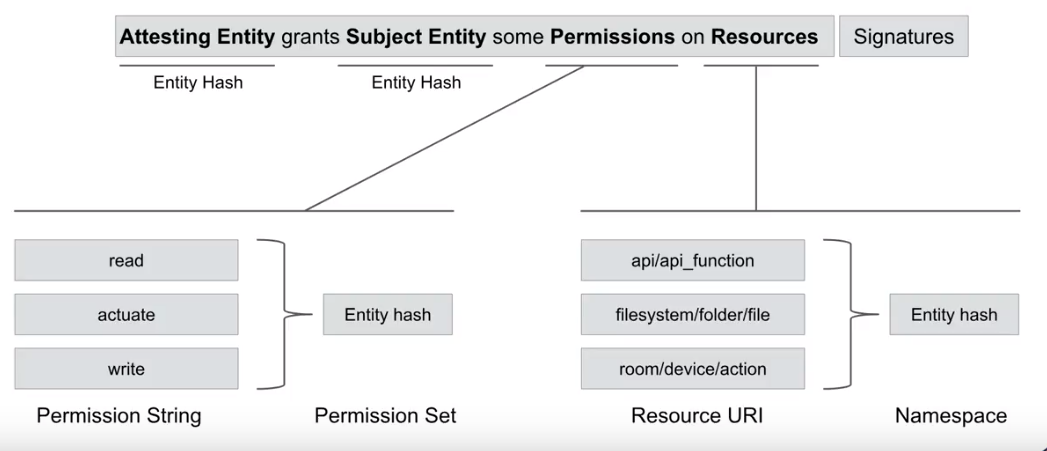 Attesting Entity grants Subject Entity some Permissions on Resources Signatures
Entity Hash Entity Hash
read
actuate
write
Entity hash
Permission String Permission Set
api/api_function
filesystem/folder/file
room/device/action
Entity hash
Resource URI Namespace